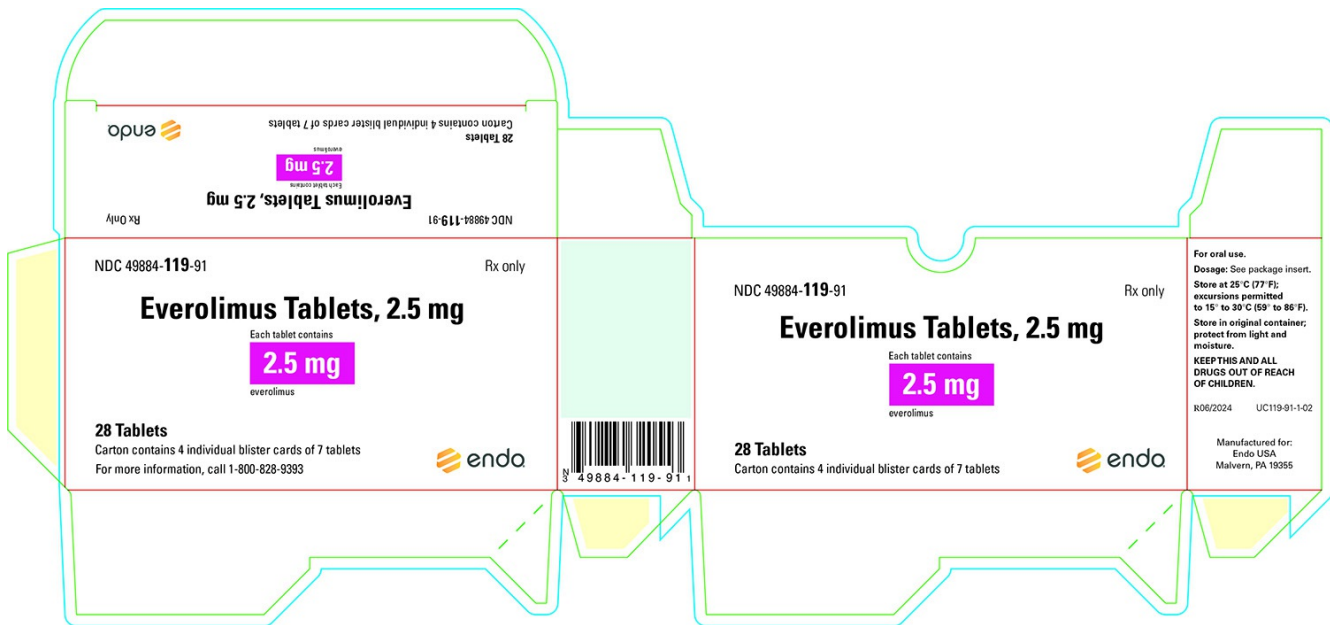 NDC 49884-119-91
Rx Only
Everolimus Tablets, 2.5 mg
Each tablet contains
2.5 mg
everolimus
28 Tablets
Carton contains 4 individual blister cards of 7 tablets
endo
NDC 49884-119-91
Rx only
Everolimus Tablets, 2.5 mg
Each tablet contains
2.5 mg
everolimus
28 Tablets
Carton contains 4 individual blister cards of 7 tablets
For more information, call 1-800-828-9393
endo
N
3 49884-119-91 1
NDC 49884-119-91
Rx only
Everolimus Tablets, 2.5 mg
Each tablet contains
2.5 mg
everolimus
28 Tablets
Carton contains 4 individual blister cards of 7 tablets
endo
For oral use.
Dosage: See package insert.
Store at 25°C (77°F);
excursions permitted
to 15° to 30°C (59° to 86°F).
Store in original container;
protect from light and
moisture.
KEEP THIS AND ALL
DRUGS OUT OF REACH
OF CHILDREN.
R06/2024 UC119-91-1-02
Manufactured for:
Endo USA
Malvern, PA 19355